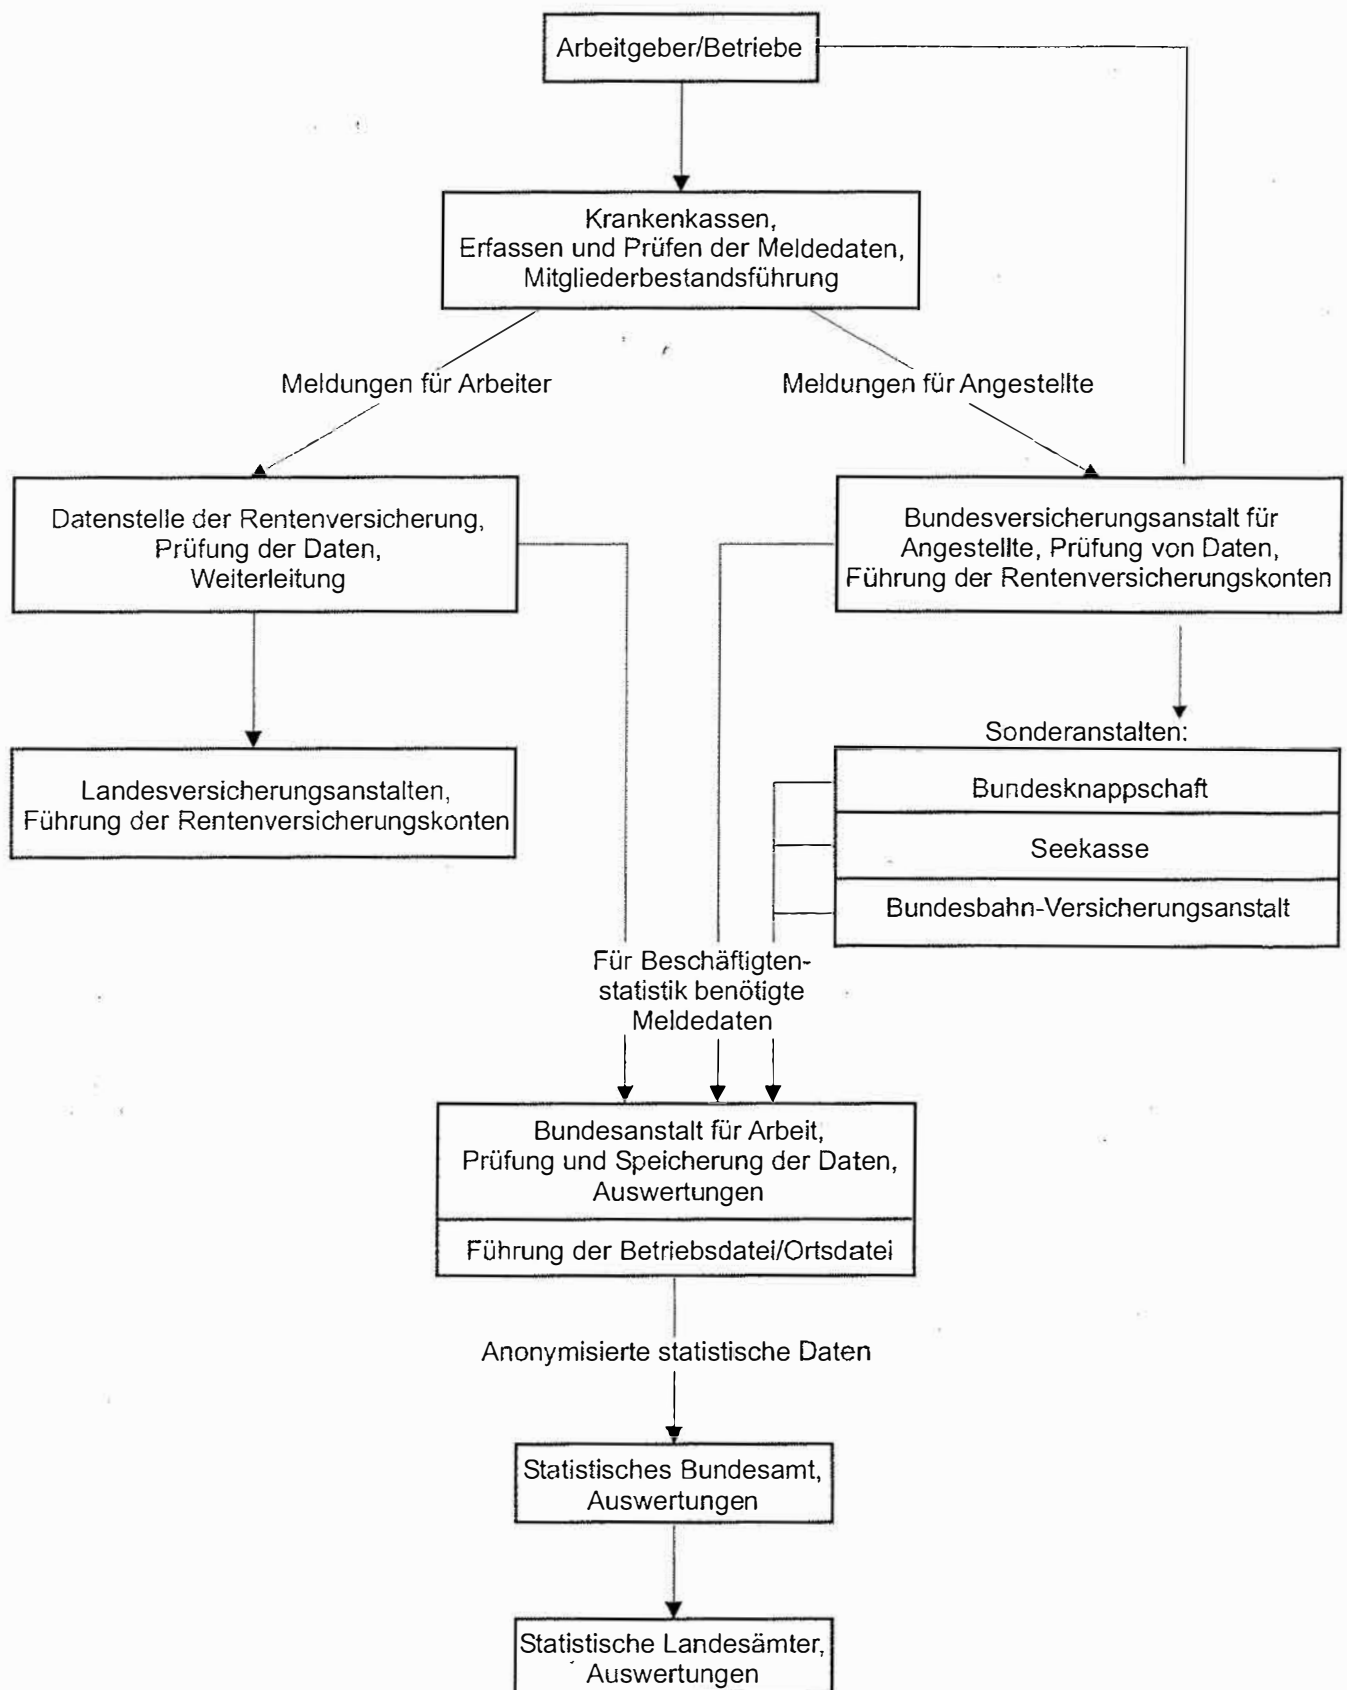 Arbeitgeber/Betriebe
Krankenkassen,
Erfassen und Prüfen der Meldedaten,
Mitgliederbestandsführung
Meldungen für Arbeiter
Meldungen für Angestellte
Datenstelle der Rentenversicherung,
Prüfung der Daten,
Weiterleitung
Bundesversicherungsanstalt für
Angestellte, Prüfung von Daten,
Führung der Rentenversicherungskonten
Landesversicherungsanstalten,
Führung der Rentenversicherungskonten
Sonderanstalten:
Bundesknappschaft
Seekasse
Bundesbahn-Versicherungsanstalt
Für Beschäftigten-
statistik benötigte
Meldedaten
Bundesanstalt für Arbeit,
Prüfung und Speicherung der Daten,
Auswertungen
Führung der Betriebsdatei/Ortsdatei
Anonymisierte statistische Daten
Statistisches Bundesamt,
Auswertungen
Statistische Landesämter,
Auswertungen